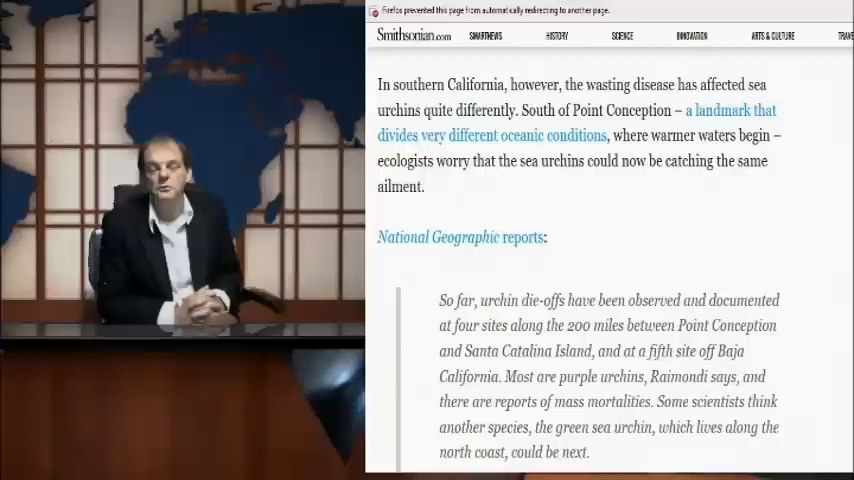 Firefox prevented this page from automatically redirecting to another page.
Smithsonian.com SMARTNEWS HISTORY SCIENCE INNOVATION ARTS & CULTURE TRAVE
In southern California, however, the wasting disease has affected sea
urchins quite differently. South of Point Conception – a landmark that
divides very different oceanic conditions, where warmer waters begin –
ecologists worry that the sea urchins could now be catching the same
ailment.
National Geographic reports:
So far, urchin die-offs have been observed and documented
at four sites along the 200 miles between Point Conception
and Santa Catalina Island, and at a fifth site off Baja
California. Most are purple urchins, Raimondi says, and
there are reports of mass mortalities. Some scientists think
another species, the green sea urchin, which lives along the
north coast, could be next.